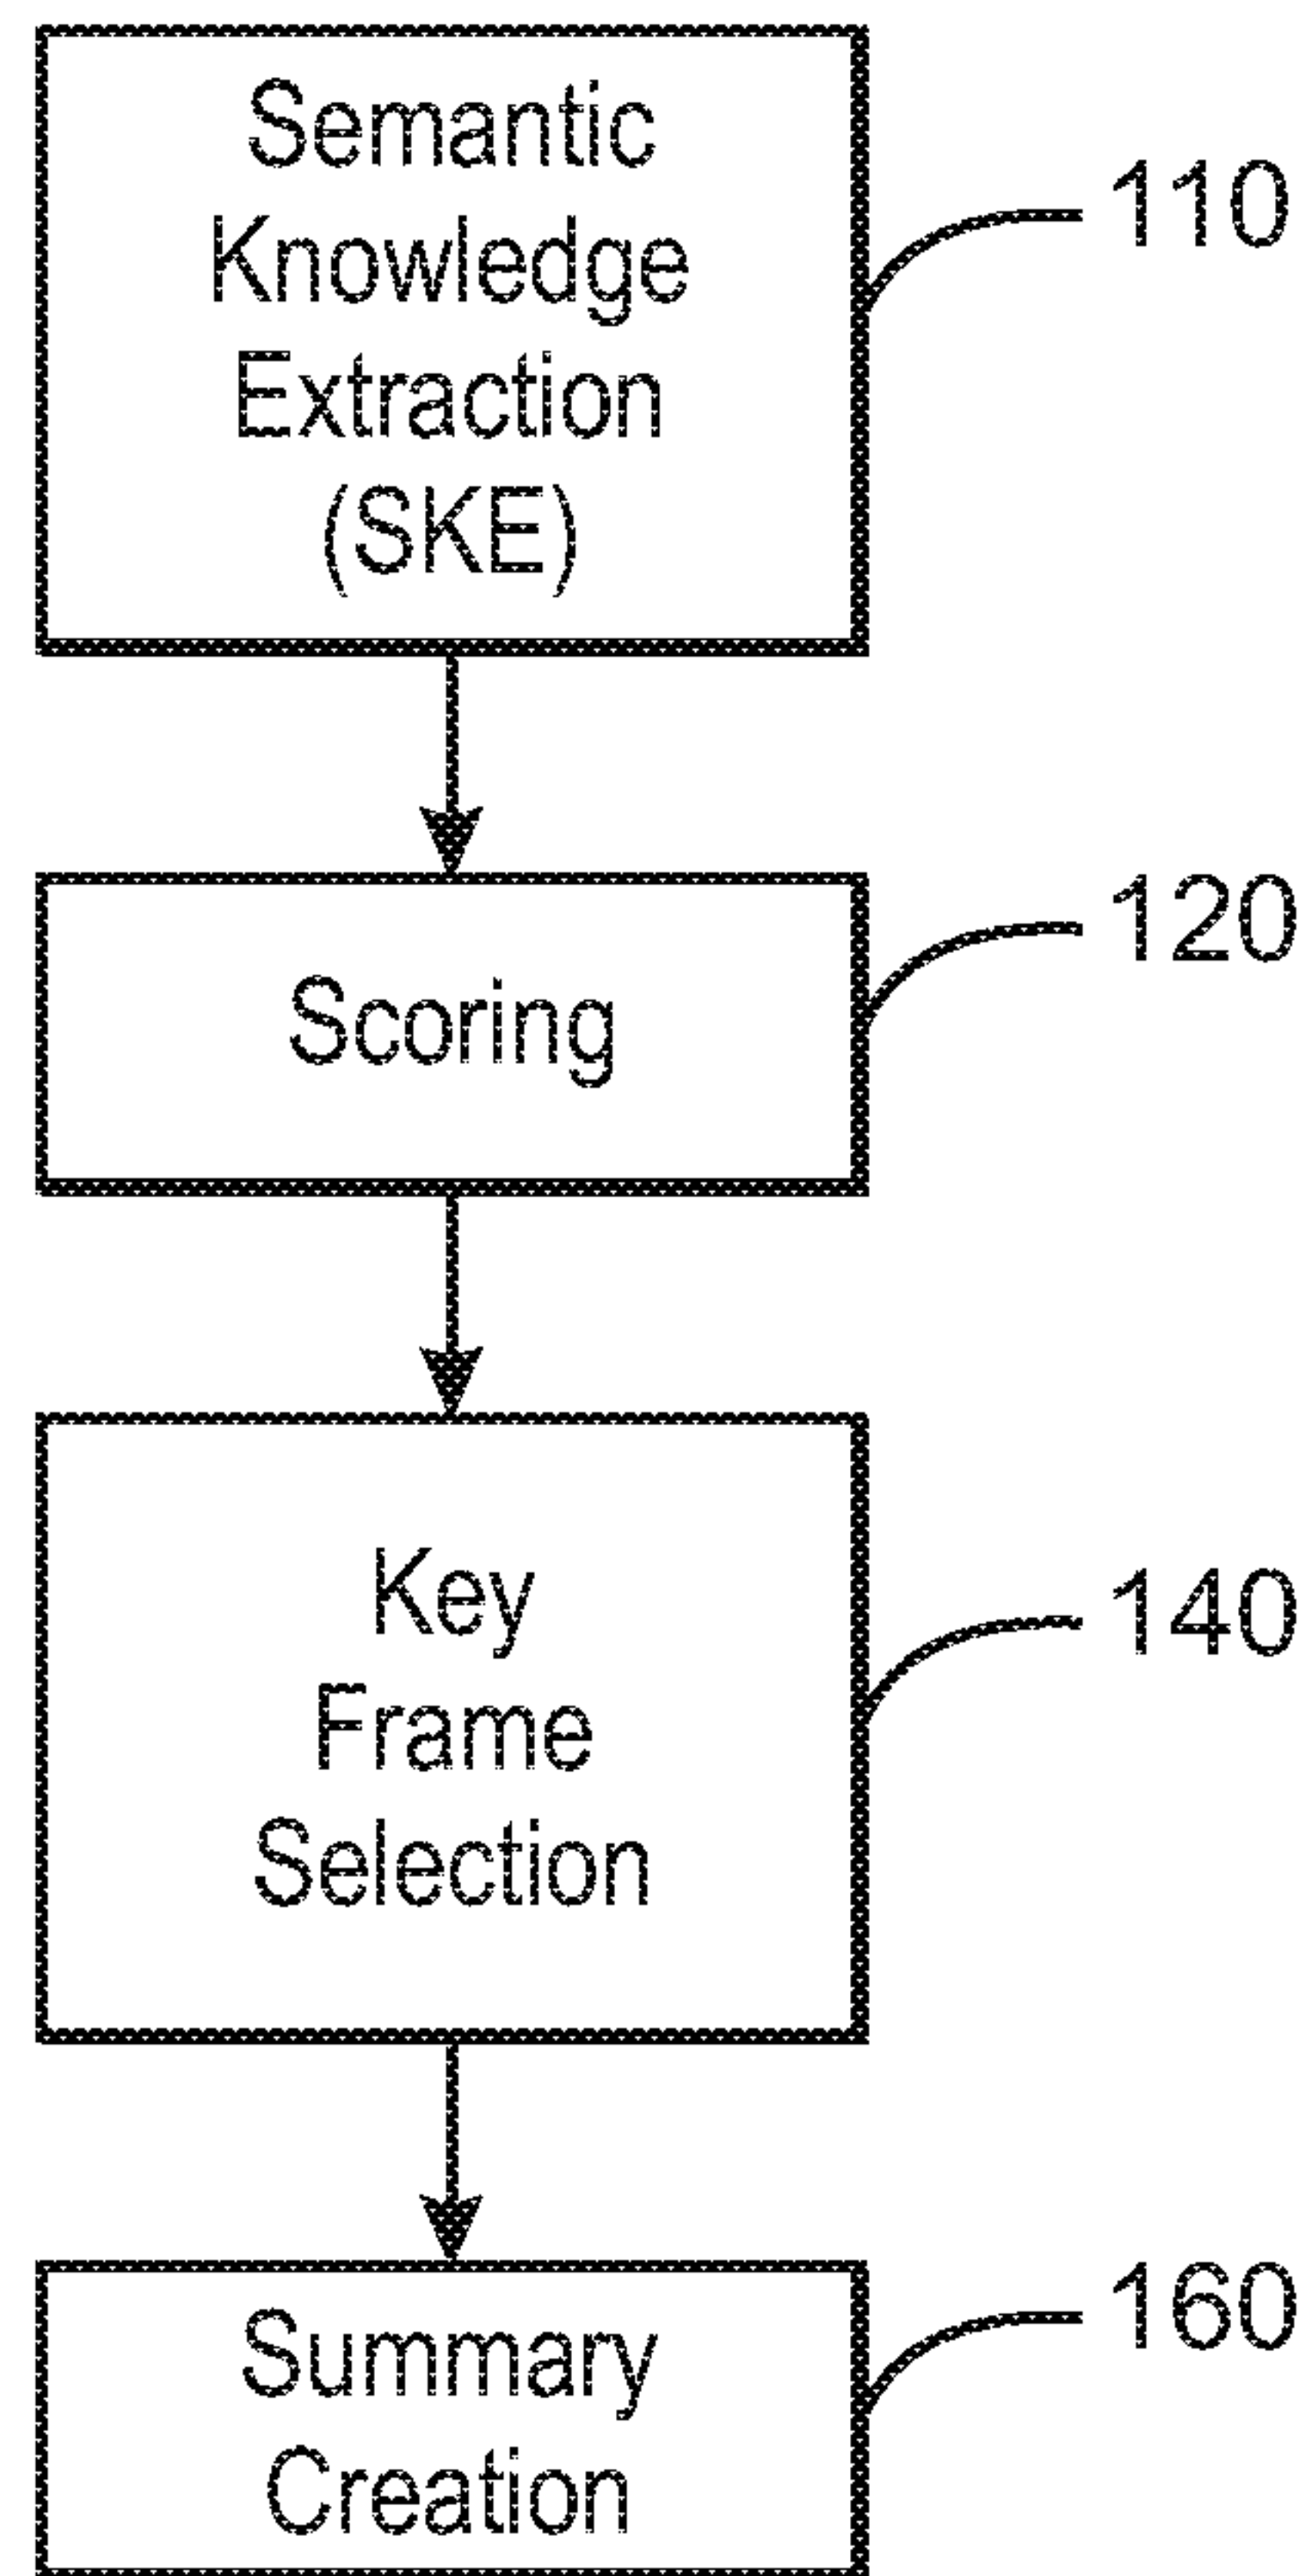 Semantic
Knowledge
Extraction
(SKE)
110
Scoring
120
Key
Frame
Selection
140
Summary
Creation
160